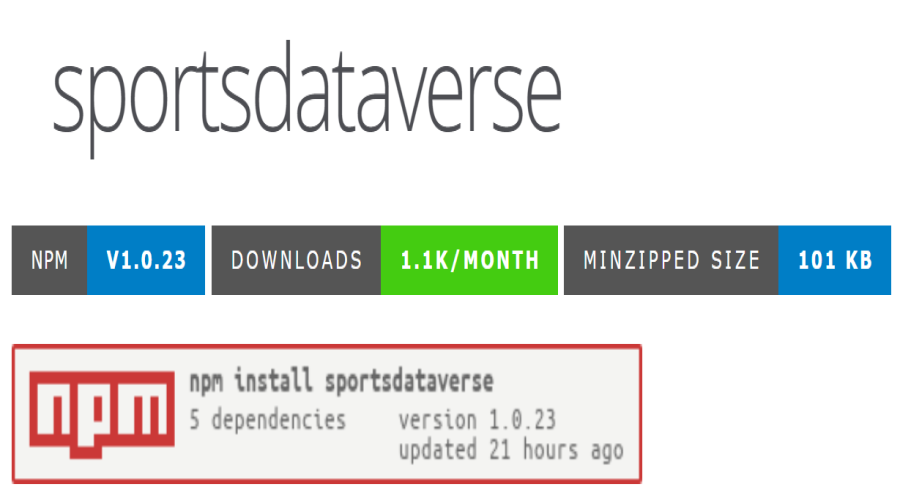 sportsdataverse
NPM V1.0.23 DOWNLOADS 1.1K/MONTH MINZIPPED SIZE 101 KB
npm npm install sportsdataverse
5 dependencies version 1.0.23
updated 21 hours ago